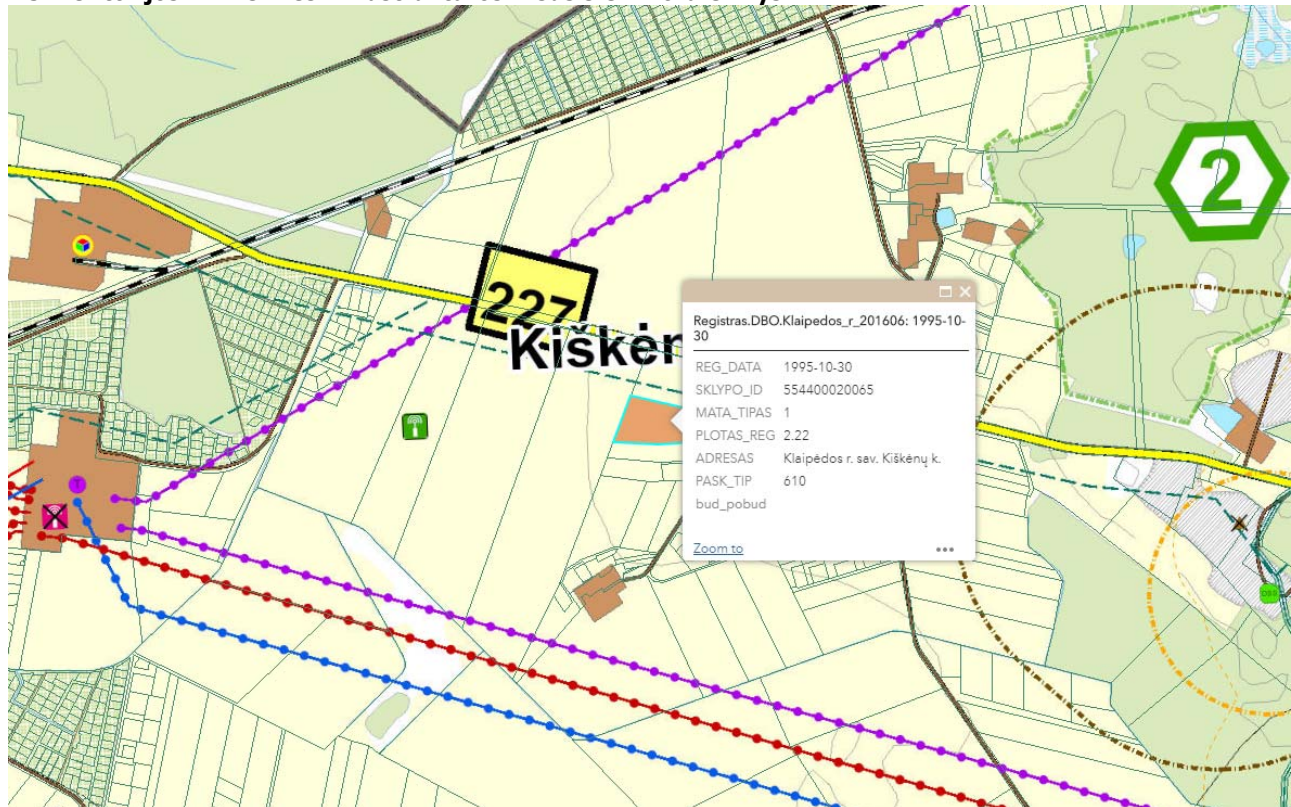 2
227
Kiškėn
Registras.DBO.Klaipedos_r_201606: 1995-10-
30
REG_DATA 1995-10-30
SKLYPO_ID 554400020065
MATA_TIPAS 1
PLOTAS_REG 2.22
ADRESAS Klaipėdos r. sav. Kiškėnų k.
PASK_TIP 610
bud_pobud
Zoom to
T